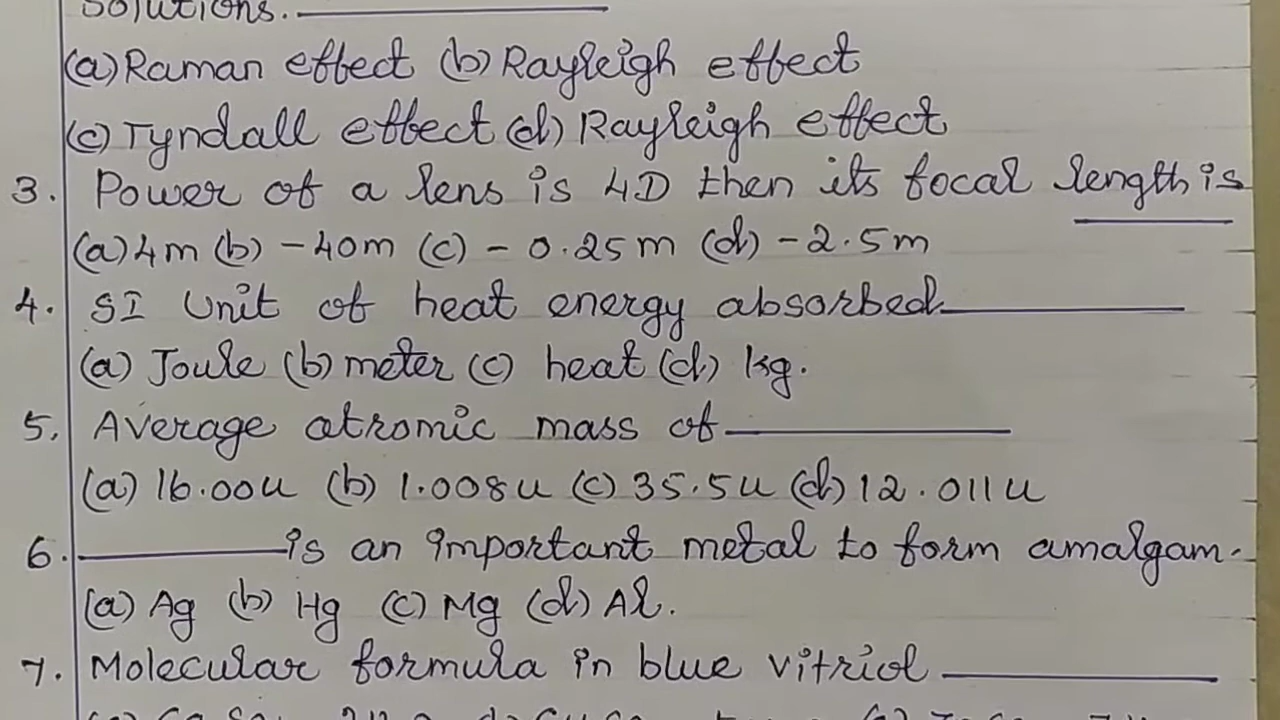 Solutions.
(a) Raman effect (b) Rayleigh effect
(c) Tyndall effect (d) Rayleigh effect
3. Power of a lens is 4D then its focal length is
(a) 4m (b) -40m (c) -0.25m (d) -2.5m
4. SI Unit of heat energy absorbed
(a) Joule (b) meter (c) heat (d) kg.
5. Average atromic mass of
(a) 16.00u (b) 1.008u (c) 35.5u (d) 12.011u
6. is an important metal to form amalgam.
(a) Ag (b) Hg (c) Mg (d) Al.
7. Molecular formula in blue vitriol